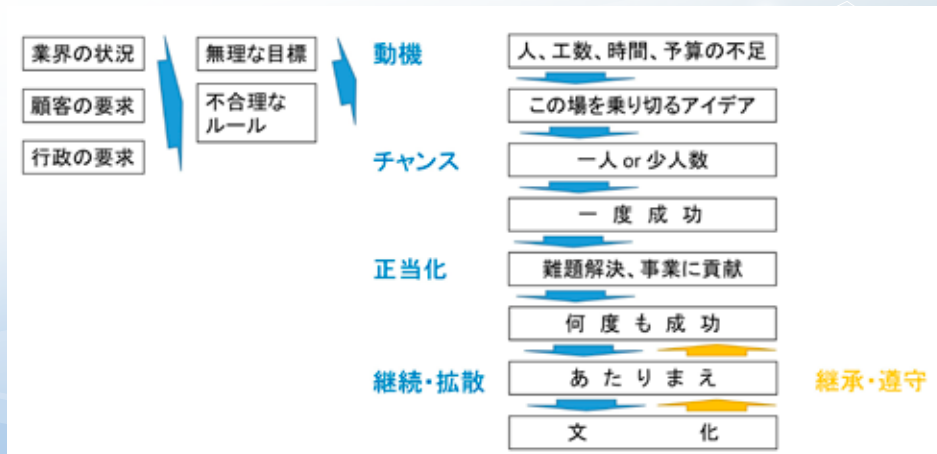 業界の状況
顧客の要求
行政の要求
無理な目標
不合理な
ルール
動機
人、工数、時間、予算の不足
この場を乗り切るアイデア
チャンス
一人 or 少人数
一 度 成 功
正当化
難題解決、事業に貢献
何 度 も 成 功
継続・拡散
あ た り ま え
継承・遵守
文 化